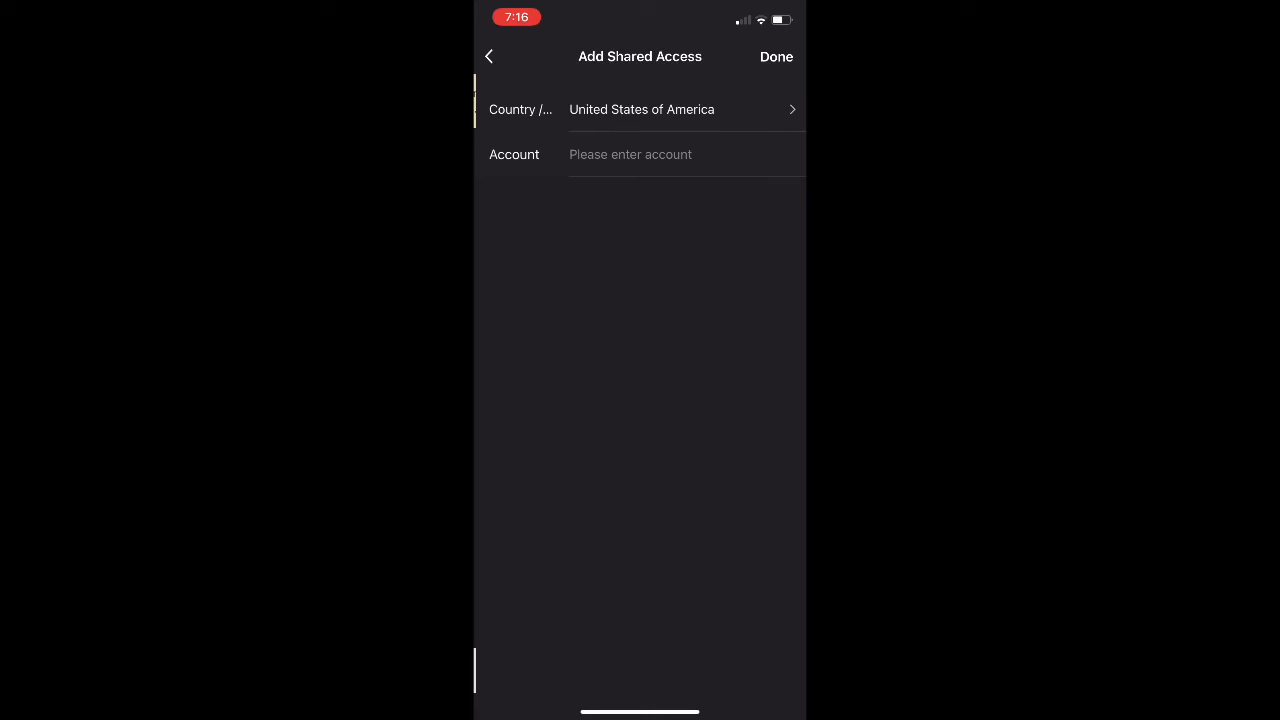 7:16
Add Shared Access
Done
Country /... United States of America
Account Please enter account